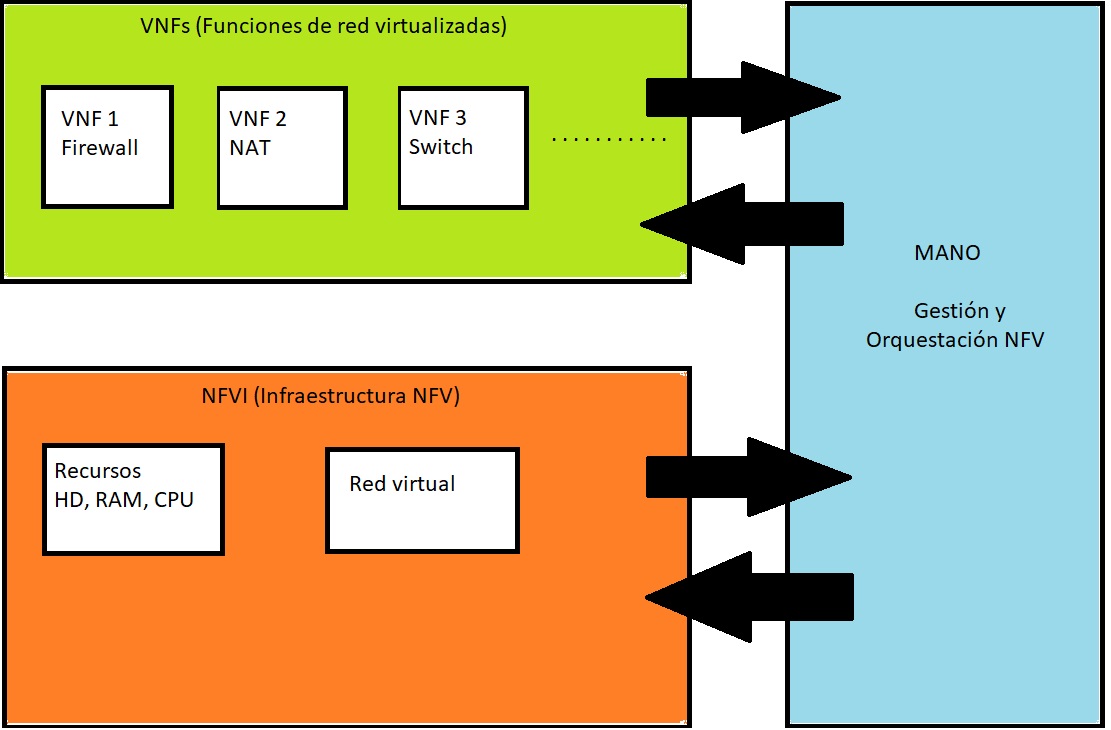 VNFs (Funciones de red virtualizadas)
VNF 1
Firewall
VNF 2
NAT
VNF 3
Switch
...........
MANO
Gestión y
Orquestación NFV
NFVI (Infraestructura NFV)
Recursos
HD, RAM, CPU
Red virtual